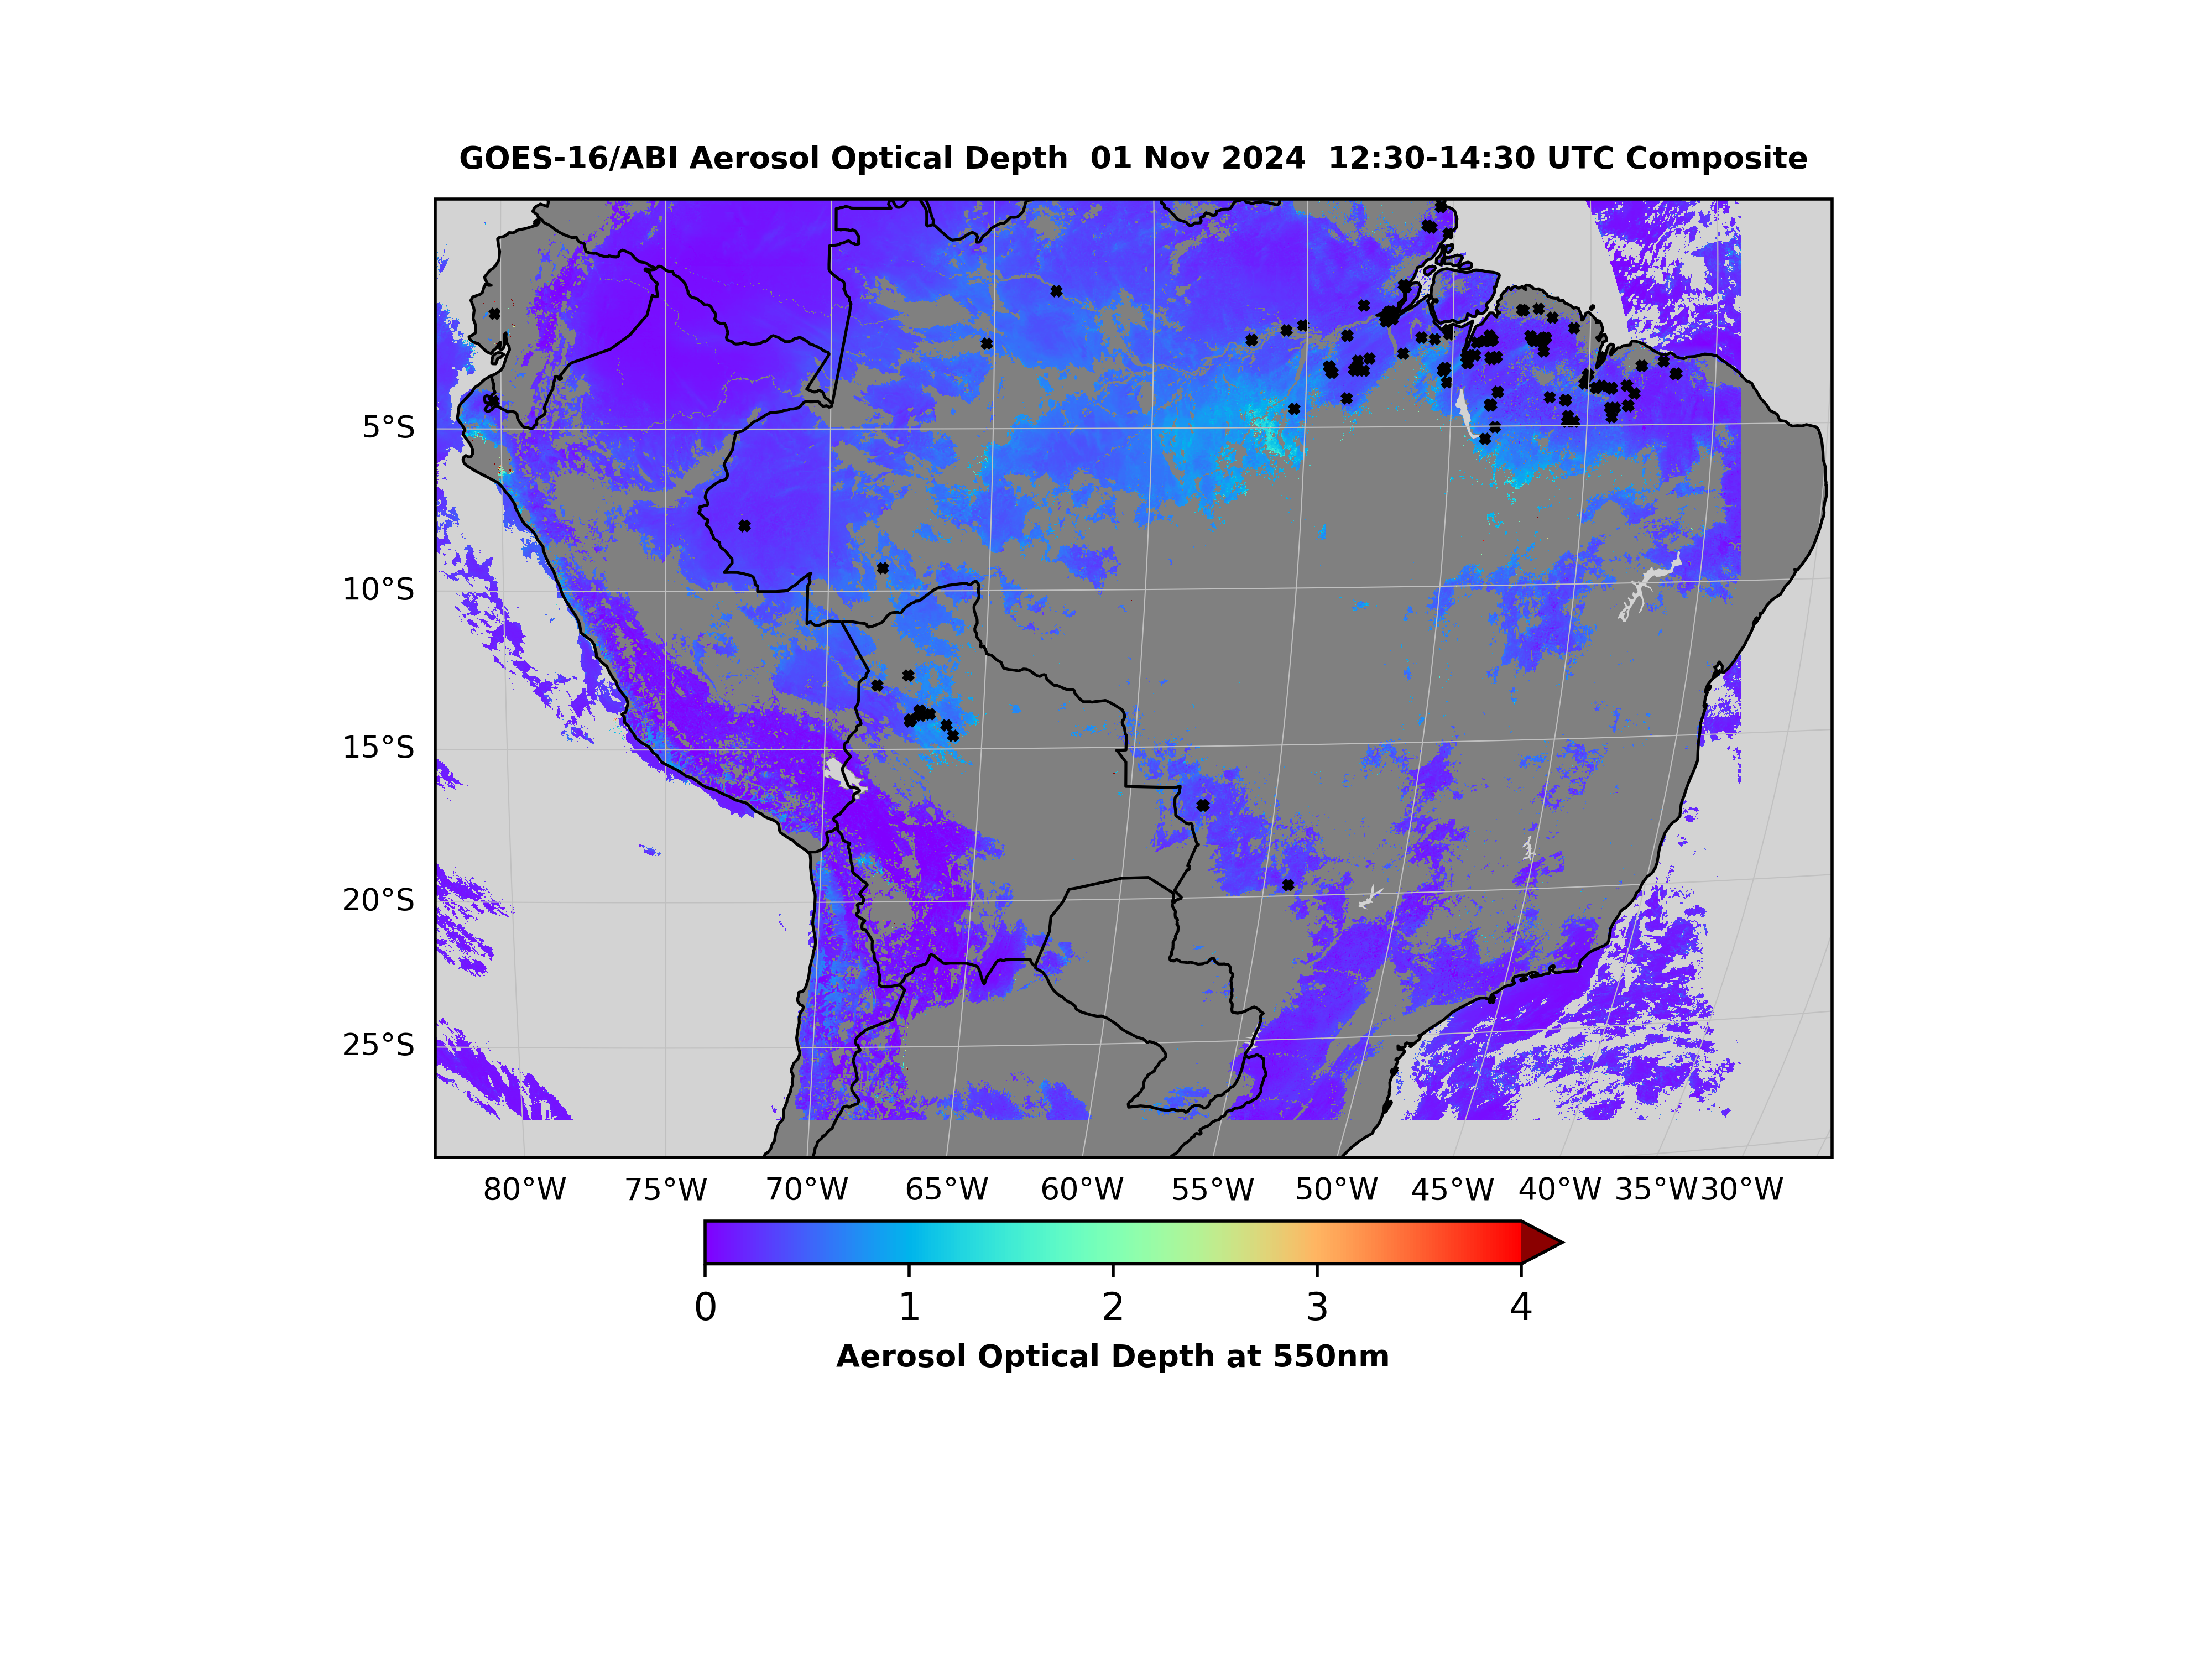 GOES-16/ABI Aerosol Optical Depth  01 Nov 2024  12:30-14:30 UTC Composite
5°S
10°S
15°S
20°S
25°S
80°W 75°W 70°W 65°W 60°W 55°W 50°W 45°W 40°W 35°W 30°W
0 1 2 3 4
Aerosol Optical Depth at 550nm